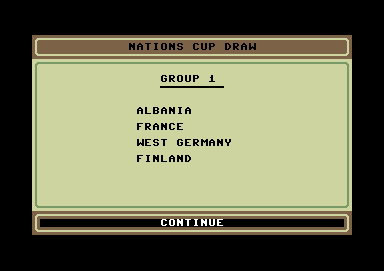 NATIONS CUP DRAW
GROUP 1
ALBANIA
FRANCE
WEST GERMANY
FINLAND
CONTINUE